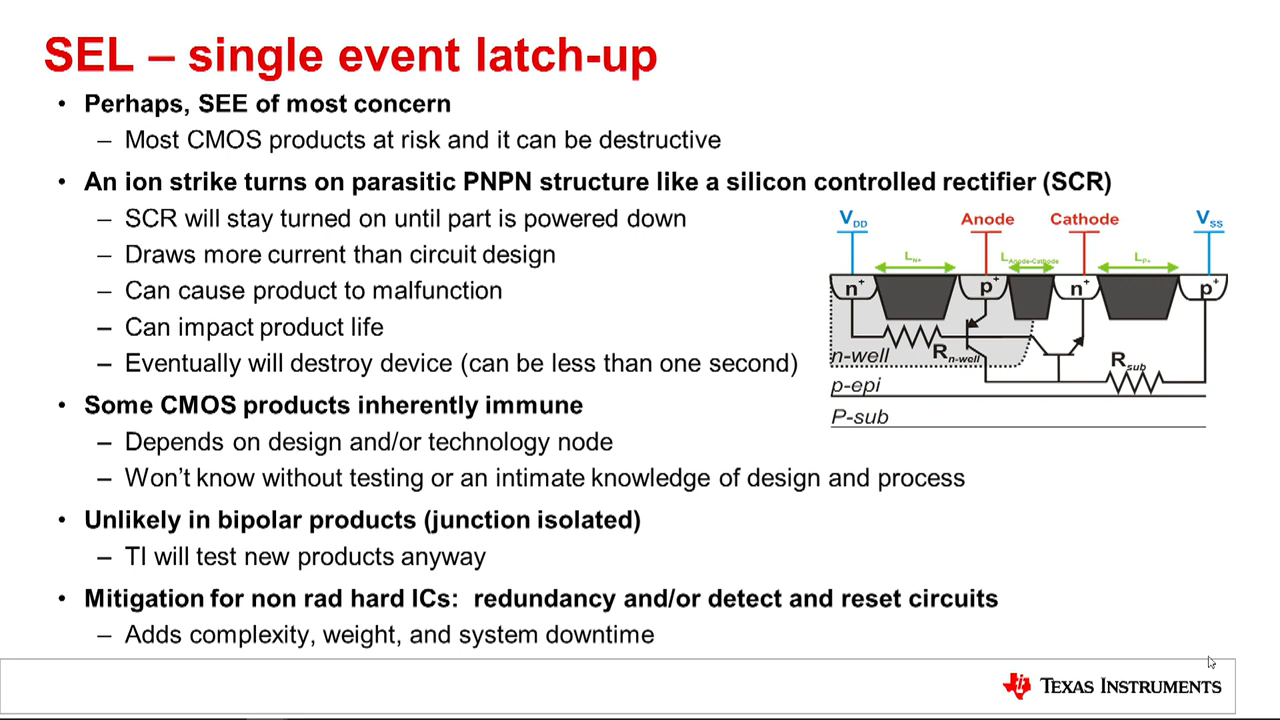 SEL – single event latch-up
• Perhaps, SEE of most concern
– Most CMOS products at risk and it can be destructive
• An ion strike turns on parasitic PNPN structure like a silicon controlled rectifier (SCR)
– SCR will stay turned on until part is powered down
– Draws more current than circuit design
– Can cause product to malfunction
– Can impact product life
– Eventually will destroy device (can be less than one second)
• Some CMOS products inherently immune
– Depends on design and/or technology node
– Won't know without testing or an intimate knowledge of design and process
• Unlikely in bipolar products (junction isolated)
– TI will test new products anyway
• Mitigation for non rad hard ICs: redundancy and/or detect and reset circuits
– Adds complexity, weight, and system downtime
VDD Anode Cathode VSS
LN+ LAnode-Cathode LP+
n+ p+ n+ p+
n-well Rn-well Rsub
p-epi
P-sub
TEXAS INSTRUMENTS